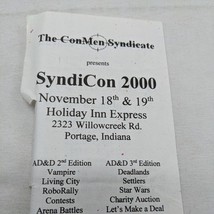 The ConMen Syndicate
presents
SyndiCon 2000
November 18th & 19th
Holiday Inn Express
2323 Willowcreek Rd.
Portage, Indiana
AD&D 2nd Edition AD&D 3rd Edition
Vampire Deadlands
Living City Settlers
RoboRally Star Wars
Contests Charity Auction
Arena Battles Let's Make a Deal